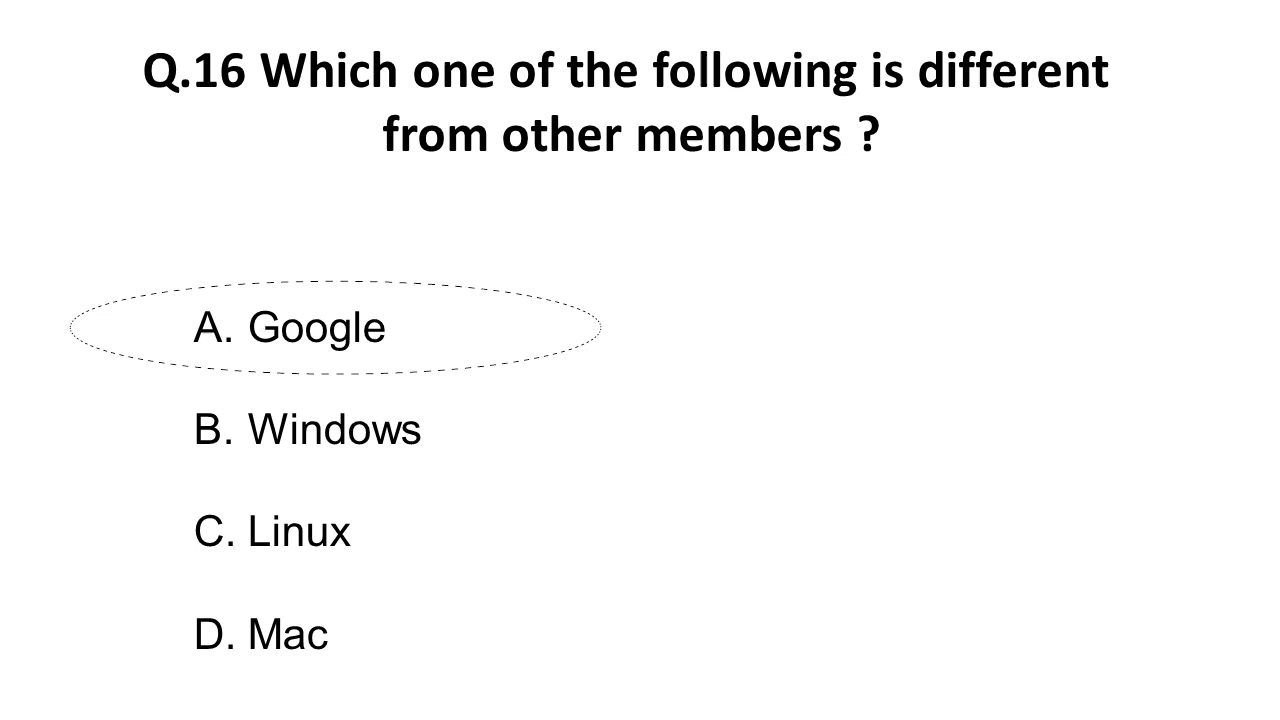 Q.16 Which one of the following is different
from other members ?
A. Google
B. Windows
C. Linux
D. Mac